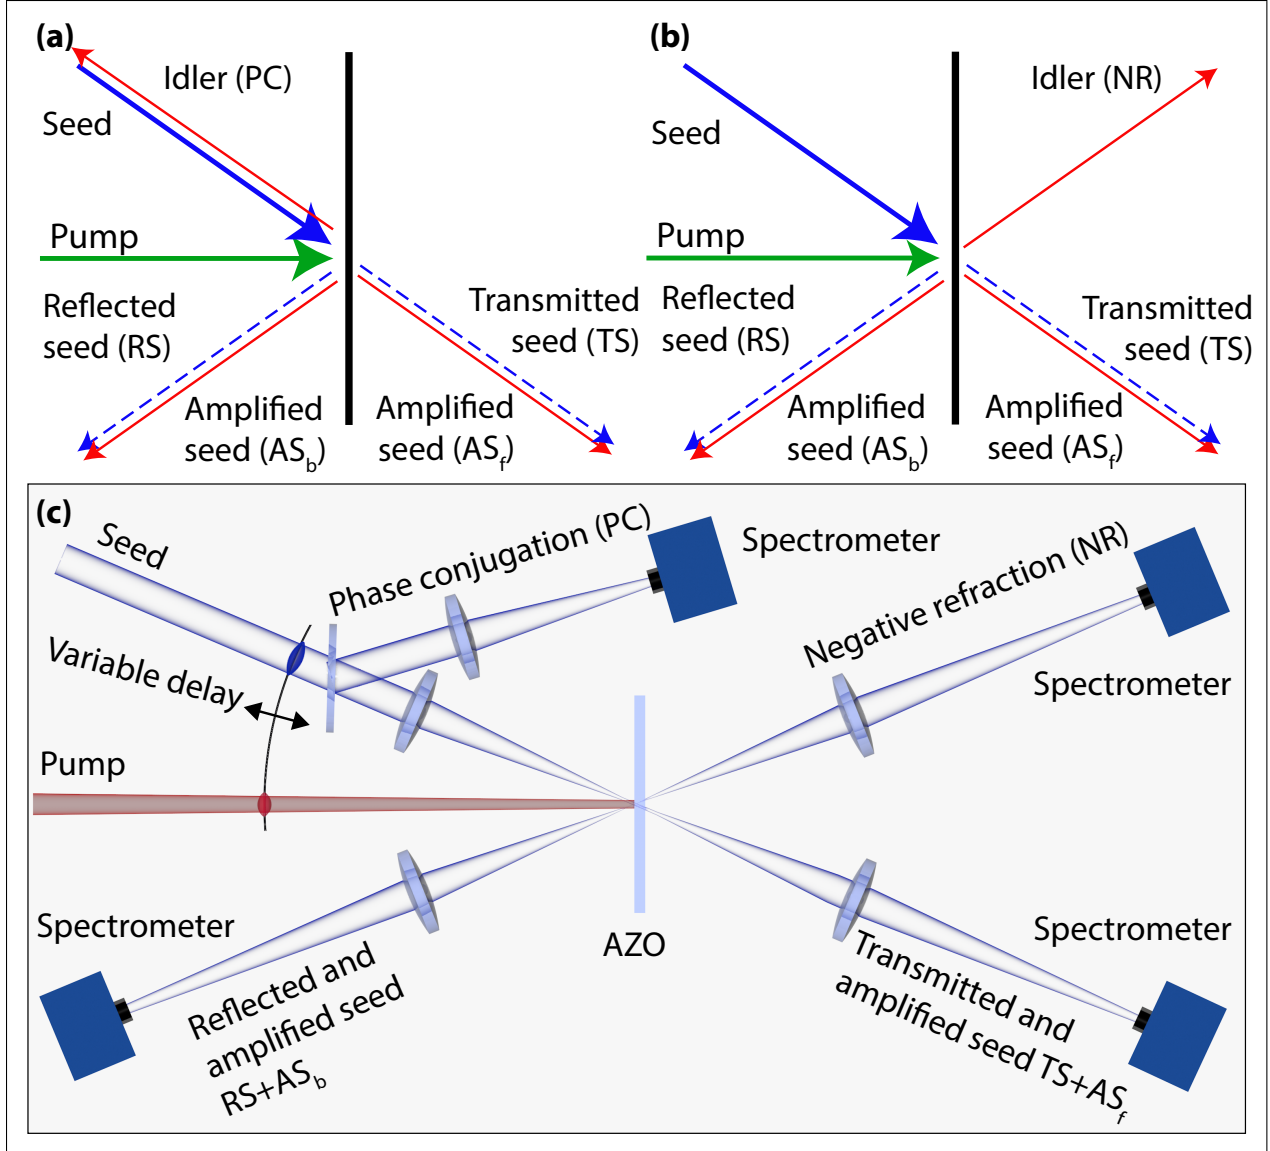 (a)
Idler (PC)
Seed
Pump
Reflected
seed (RS)
Transmitted
seed (TS)
Amplified
seed (ASb)
Amplified
seed (ASf)
(b)
Idler (NR)
Seed
Pump
Reflected
seed (RS)
Transmitted
seed (TS)
Amplified
seed (ASb)
Amplified
seed (ASf)
(c)
Seed
Phase conjugation (PC)
Spectrometer
Negative refraction (NR)
Spectrometer
Variable delay
Pump
Spectrometer
AZO
Spectrometer
Reflected and
amplified seed
RS+ASb
Transmitted and
amplified seed TS+ASf